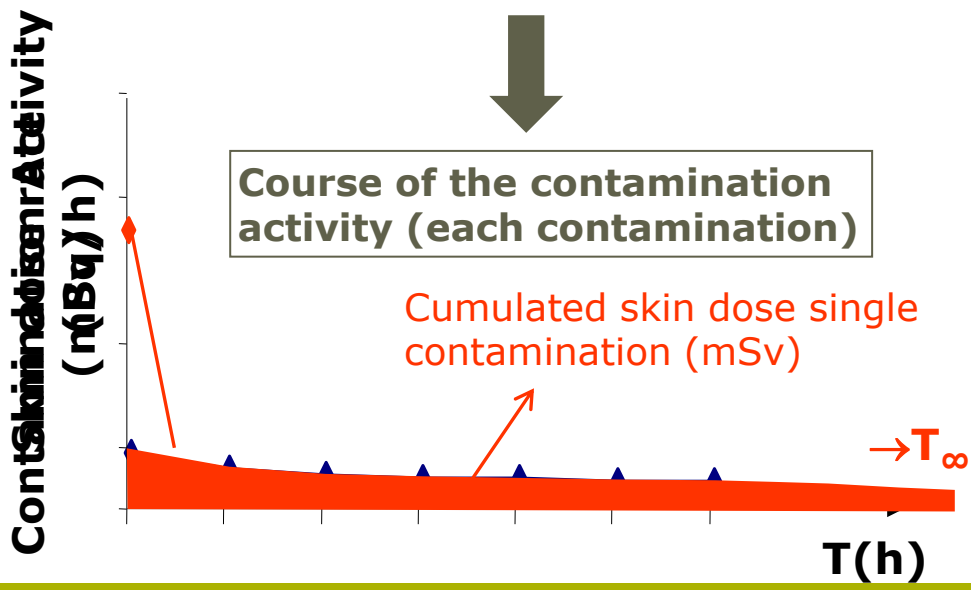 Course of the contamination
activity (each contamination)
Cumulated skin dose single
contamination (mSv)
→T∞
T(h)